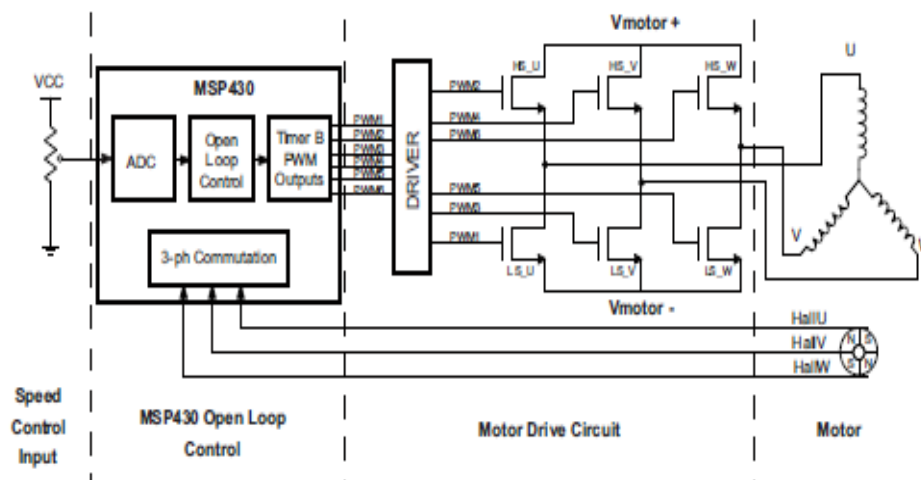 Vmotor +
U
VCC
MSP430
HS_U
HS_V
HS_W
PWM2
PWM4
PWM6
ADC
Open
Loop
Control
Timer B
PWM
Outputs
PWM1
PWM2
PWM3
PWM4
PWM5
PWM6
DRIVER
PWM5
PWM3
PWM1
LS_U
LS_V
LS_W
V
3-ph Commutation
Vmotor -
HallU
HallV
HallW
N
S
S
N
Speed
Control
Input
MSP430 Open Loop
Control
Motor Drive Circuit
Motor